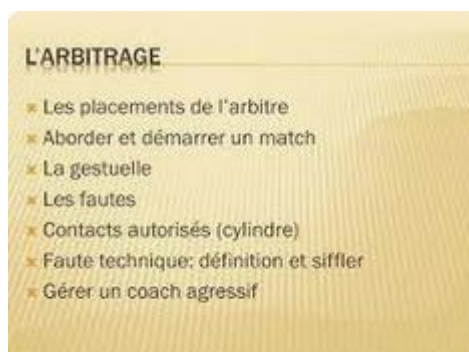 L'ARBITRAGE
Les placements de l'arbitre
Aborder et démarrer un match
La gestuelle
Les fautes
Contacts autorisés (cylindre)
Faute technique: définition et siffler
Gérer un coach agressif